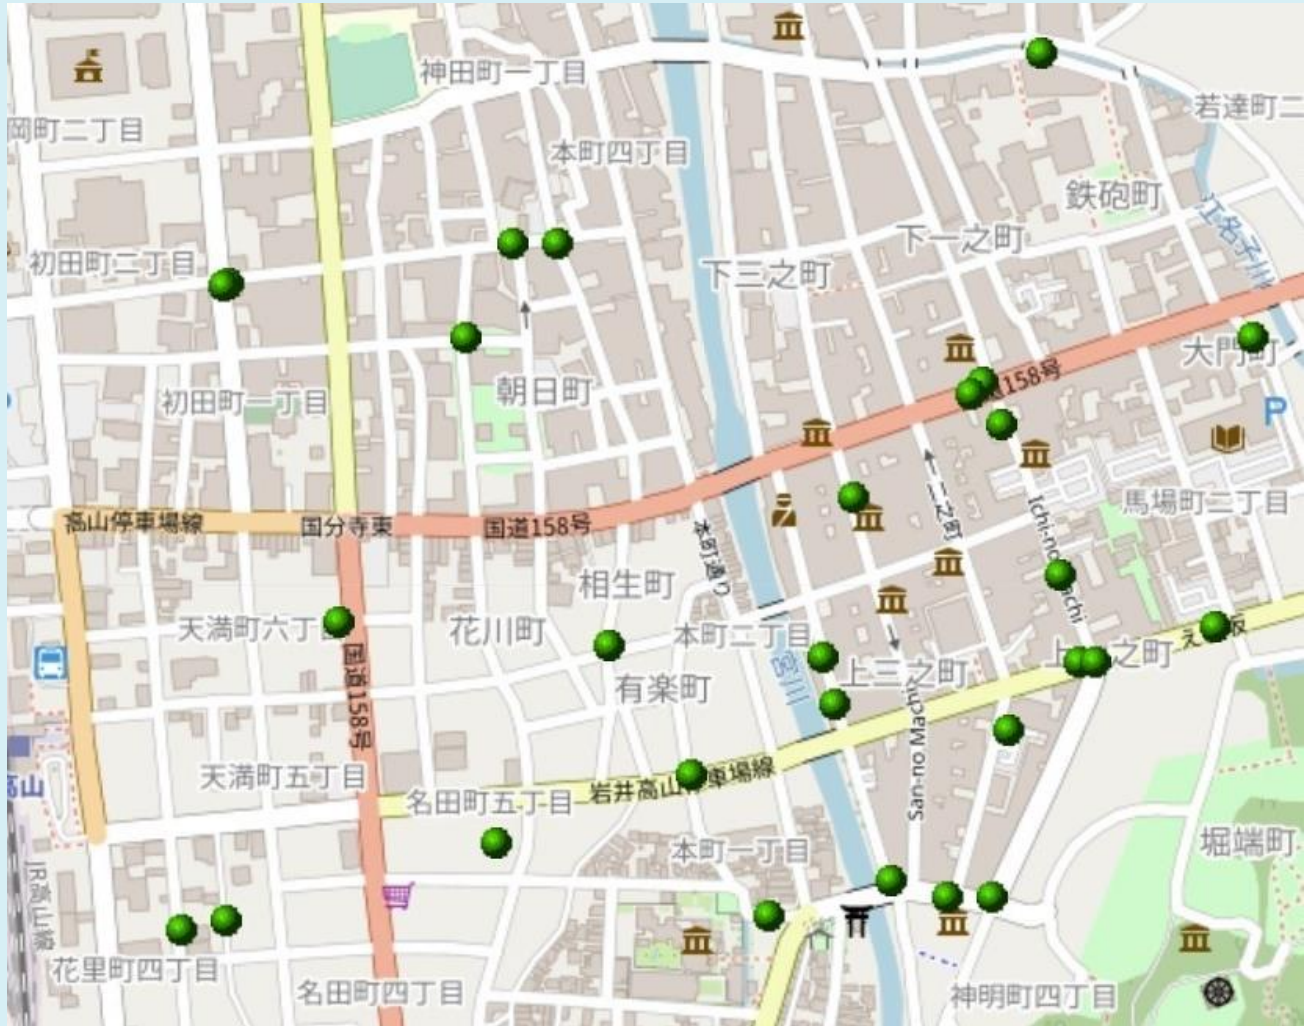 神田町一丁目
岡町二丁目
若達町二
本町四丁目
鉄砲町
江名子川
下一之町
初田町二丁目
下三之町
大門町
158号
朝日町
初田町一丁目
P
馬場町二丁目
高山停車場線
国分寺東
国道158号
二之町
本町通り
相生町
天満町六丁
花川町
本町二丁目
上三之町
上 之町
え 坂
宮川
有楽町
国道158号
San-no Machi
天満町五丁目
高山
名田町五丁目
岩井高山 車場線
本町一丁目
堀端町
JR高山線
花里町四丁目
名田町四丁目
神明町四丁目